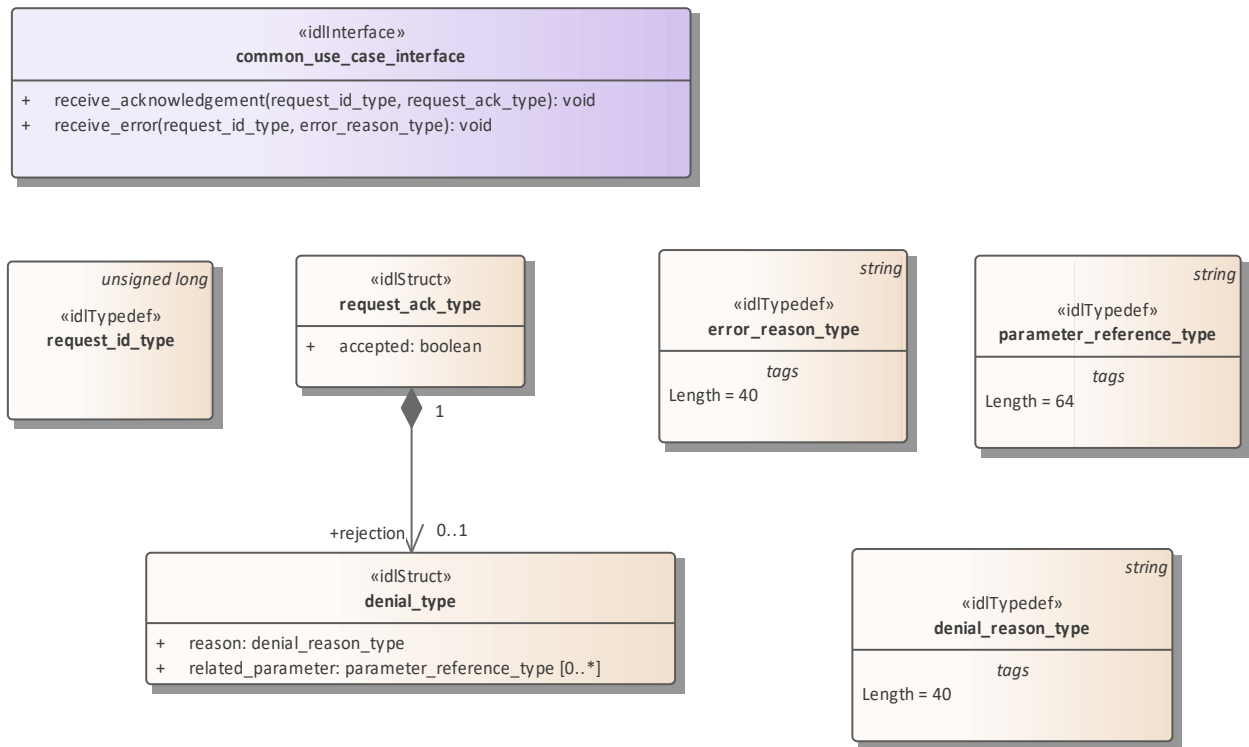 «idlInterface»
common_use_case_interface
+ receive_acknowledgement(request_id_type, request_ack_type): void
+ receive_error(request_id_type, error_reason_type): void
unsigned long
«idlTypedef»
request_id_type
«idlStruct»
request_ack_type
+ accepted: boolean
string
«idlTypedef»
error_reason_type
tags
Length = 40
string
«idlTypedef»
parameter_reference_type
tags
Length = 64
1
+rejection
0..1
«idlStruct»
denial_type
+ reason: denial_reason_type
+ related_parameter: parameter_reference_type [0..*]
string
«idlTypedef»
denial_reason_type
tags
Length = 40